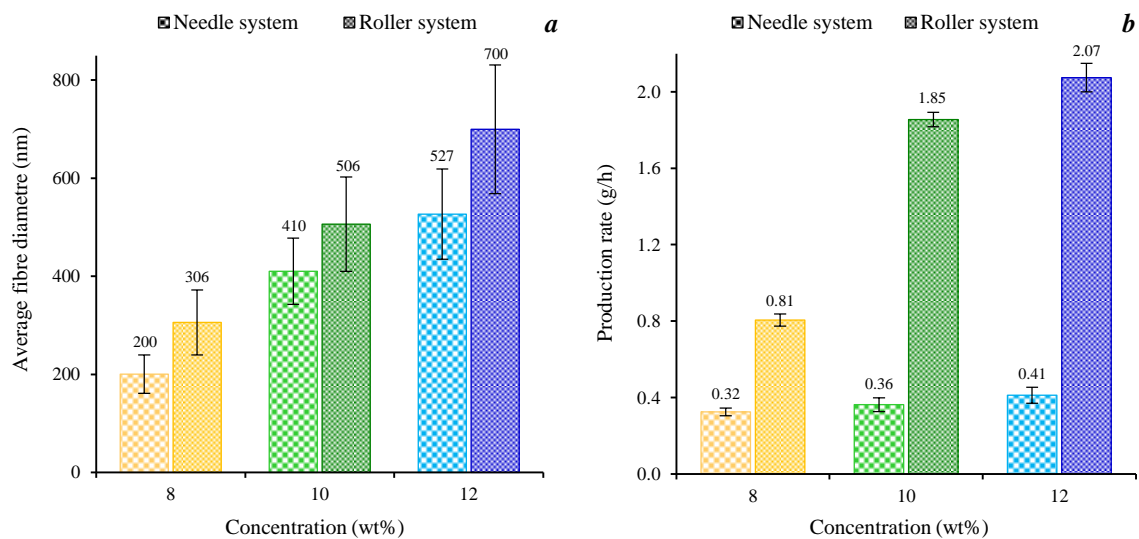 Needle system Roller system a
Average fibre diametre (nm)
800
600
400
200
0
200
306
410
506
527
700
8 10 12
Concentration (wt%)
Needle system Roller system b
Production rate (g/h)
2.0
1.6
1.2
0.8
0.4
0.0
0.32
0.81
0.36
1.85
0.41
2.07
8 10 12
Concentration (wt%)